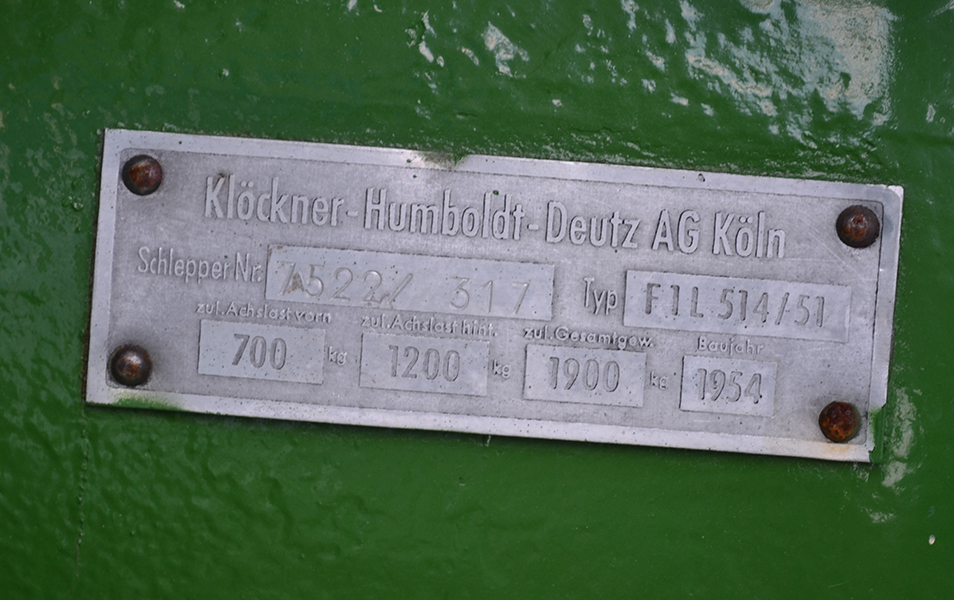 Klöckner-Humboldt-Deutz AG Köln
Schlepper Nr. 7522/ 317 Typ F1L 514/51
zul. Achslast vorn zul. Achslast hint. zul. Gesamtgew. Baujahr
700 kg 1200 kg 1900 kg 1954